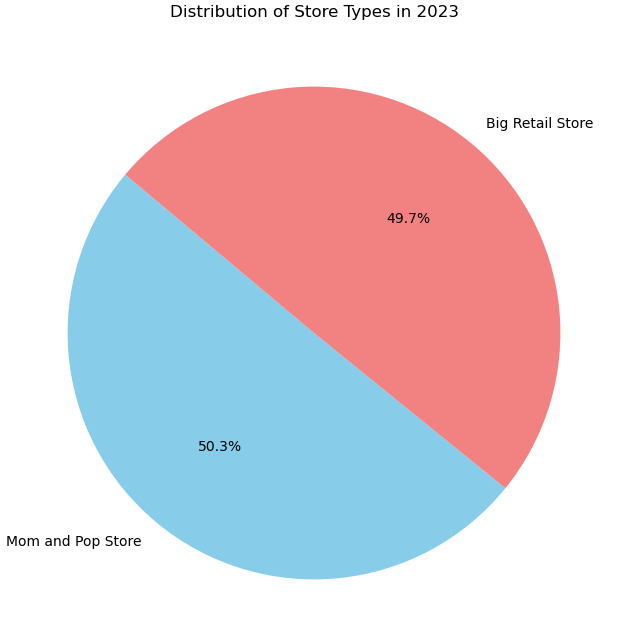 Distribution of Store Types in 2023
Big Retail Store
49.7%
50.3%
Mom and Pop Store